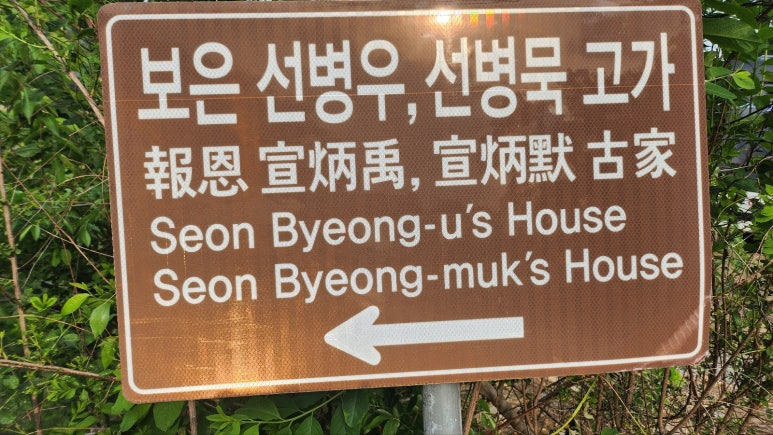 보은 선병우, 선병묵 고가
報恩 宣炳禹, 宣炳默 古家
Seon Byeong-u's House
Seon Byeong-muk's House